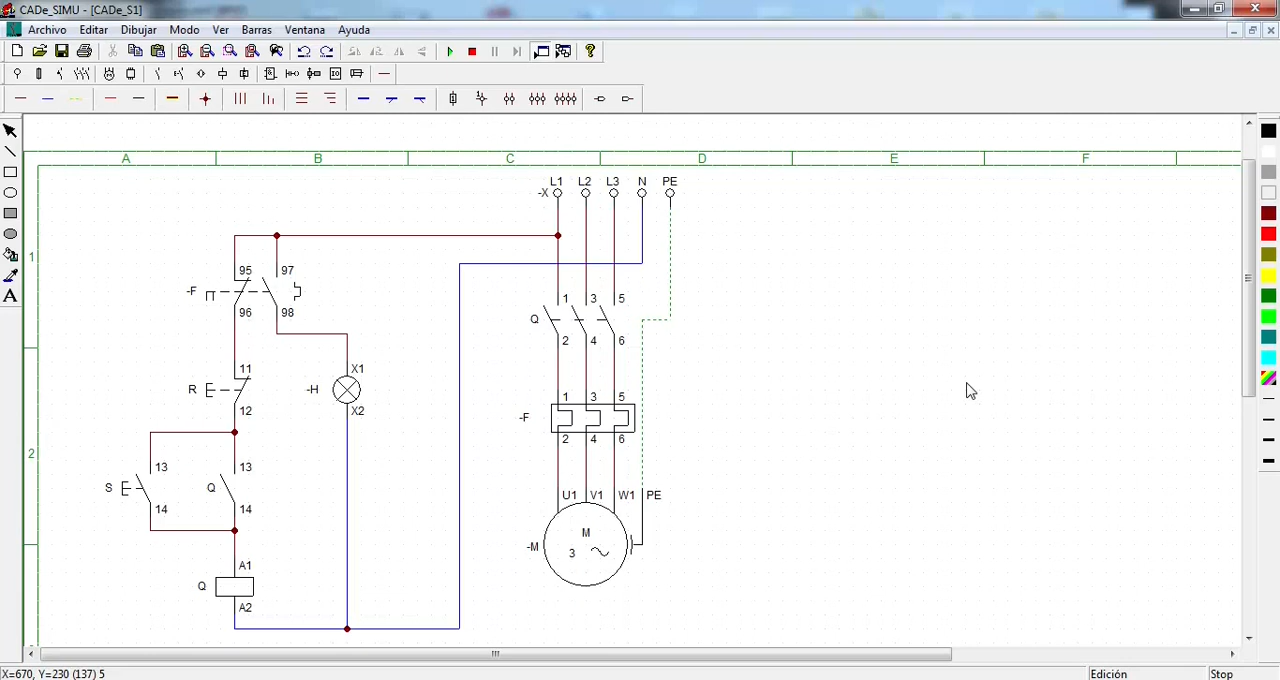 CADe_SIMU - [CADe_S1]
Archivo Editar Dibujar Modo Ver Barras Ventana Ayuda
A B C D E F
L1 L2 L3 N PE
-X
1
95 97
-F
96 98
1 3 5
Q
2 4 6
11 X1
R -H
12 X2
1 3 5
-F
2 4 6
2
13 13
S Q
14 14
U1 V1 W1 PE
M
-M 3
A1
Q
A2
A
X=670, Y=230 (137) 5 Edición Stop